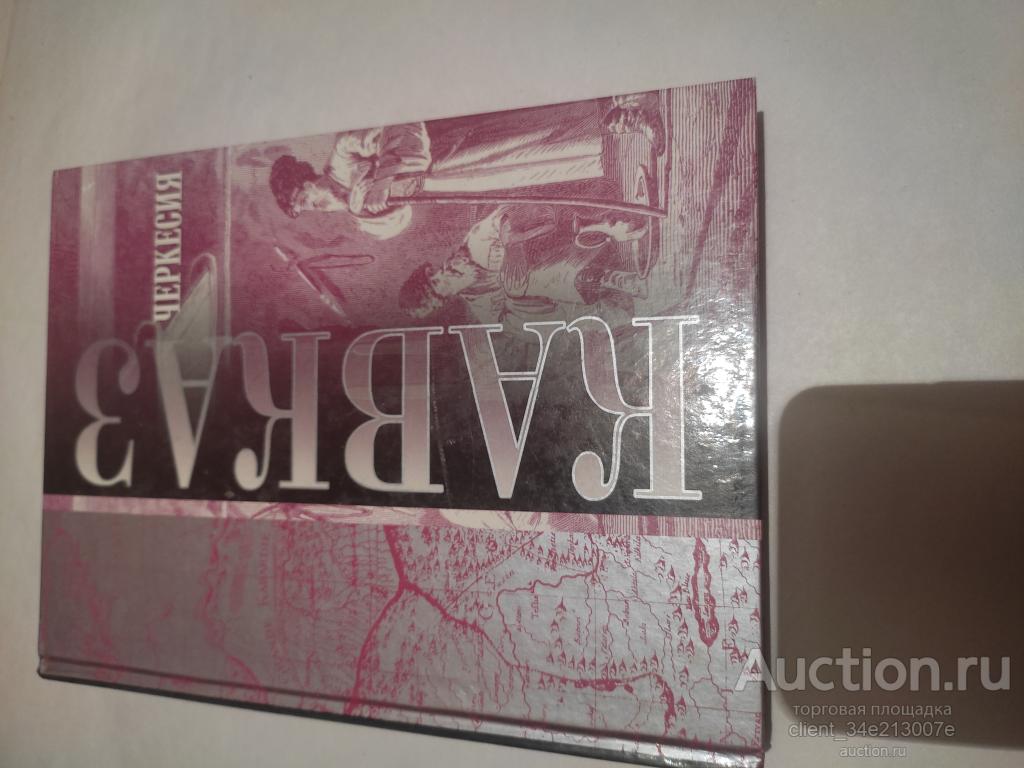 ЧЕРКЕСИЯ
КАВКАЗ
Auction.ru
торговая площадка
client_34e213007e
auction.ru